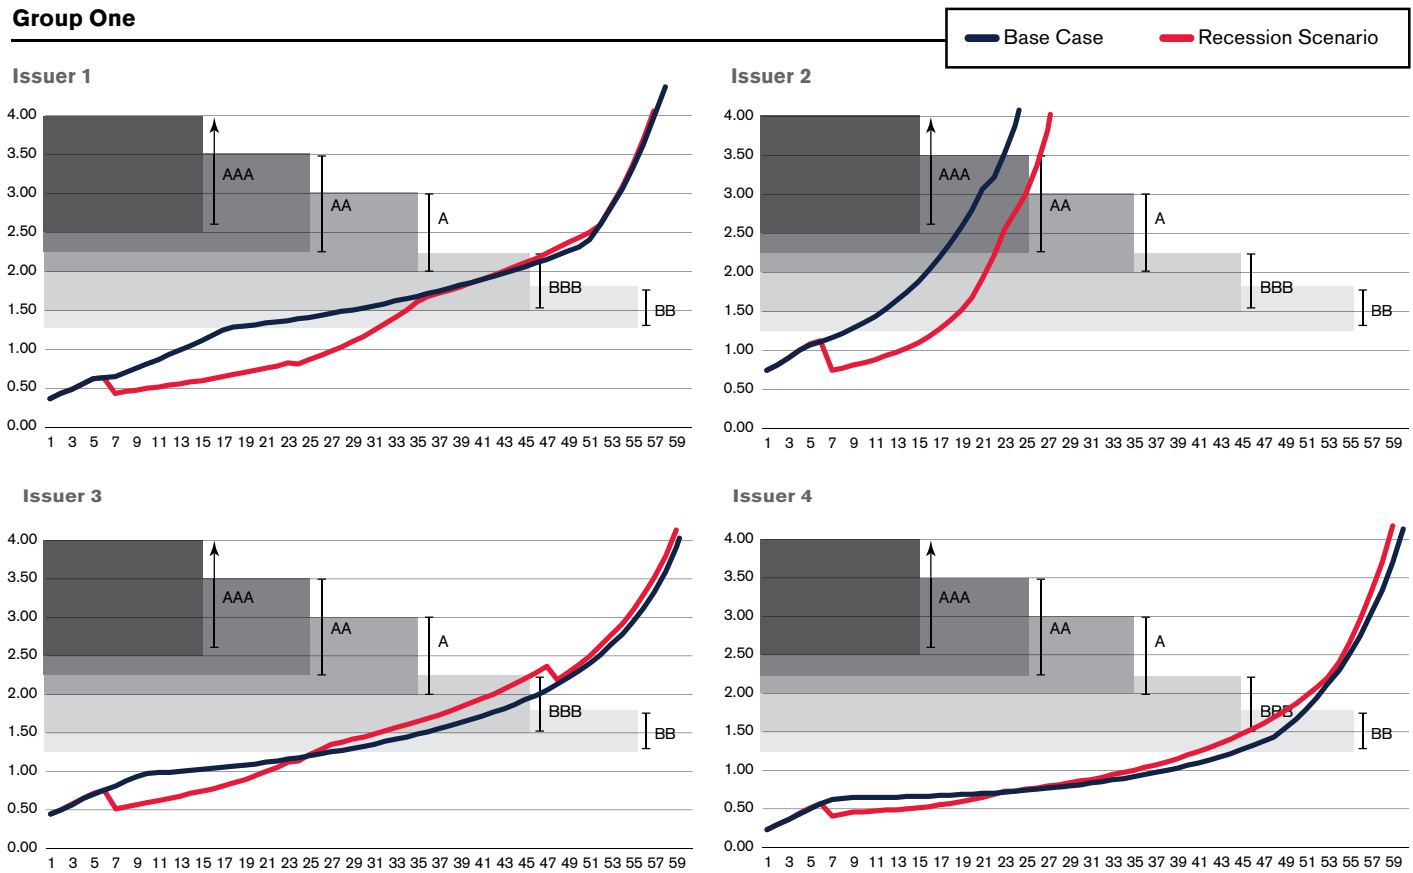 Group One
Base Case
Recession Scenario
Issuer 1
4.00
3.50
3.00
2.50
2.00
1.50
1.00
0.50
0.00
AAA
AA
A
BBB
BB
1 3 5 7 9 11 13 15 17 19 21 23 25 27 29 31 33 35 37 39 41 43 45 47 49 51 53 55 57 59
Issuer 2
4.00
3.50
3.00
2.50
2.00
1.50
1.00
0.50
0.00
AAA
AA
A
BBB
BB
1 3 5 7 9 11 13 15 17 19 21 23 25 27 29 31 33 35 37 39 41 43 45 47 49 51 53 55 57 59
Issuer 3
4.00
3.50
3.00
2.50
2.00
1.50
1.00
0.50
0.00
AAA
AA
A
BBB
BB
1 3 5 7 9 11 13 15 17 19 21 23 25 27 29 31 33 35 37 39 41 43 45 47 49 51 53 55 57 59
Issuer 4
4.00
3.50
3.00
2.50
2.00
1.50
1.00
0.50
0.00
AAA
AA
A
BBB
BB
1 3 5 7 9 11 13 15 17 19 21 23 25 27 29 31 33 35 37 39 41 43 45 47 49 51 53 55 57 59